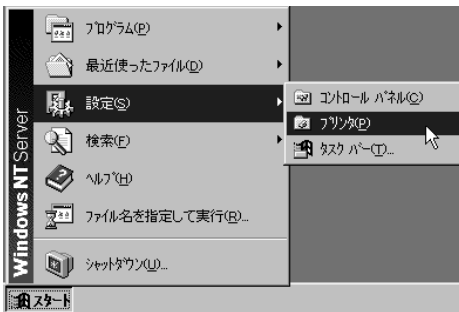 ﾌﾟﾛｸﾞﾗﾑ(P)
最近使ったﾌｧｲﾙ(D)
設定(S)
検索(F)
ﾍﾙﾌﾟ(H)
ﾌｧｲﾙ名を指定して実行(R)...
ｼｬｯﾄﾀﾞｳﾝ(U)...
ｺﾝﾄﾛｰﾙ ﾊﾟﾈﾙ(C)
ﾌﾟﾘﾝﾀ(P)
ﾀｽｸ ﾊﾞｰ(T)...
Windows NT Server
ｽﾀｰﾄ